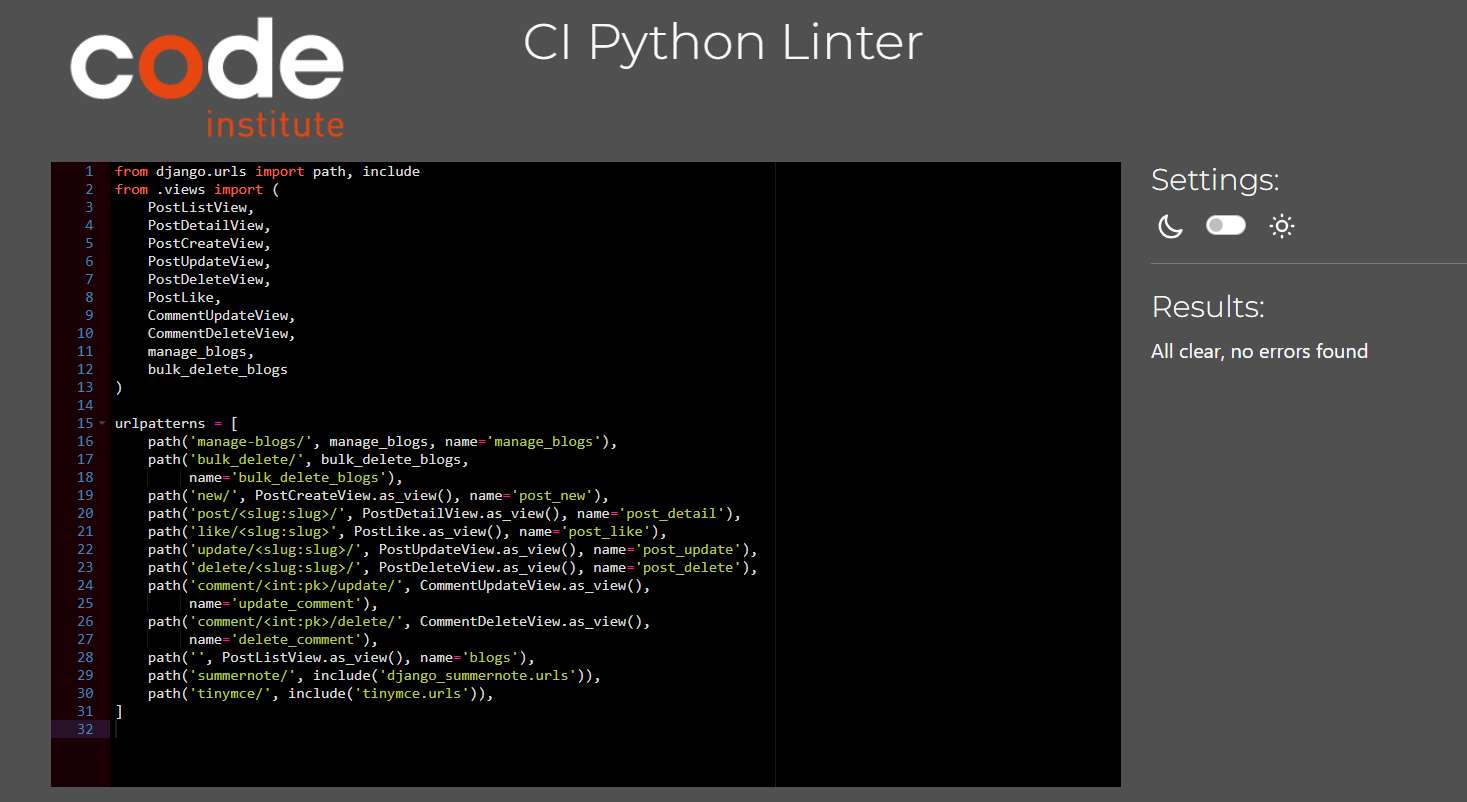 code
institute
CI Python Linter
1 from django.urls import path, include
2 from .views import (
3     PostListView,
4     PostDetailView,
5     PostCreateView,
6     PostUpdateView,
7     PostDeleteView,
8     PostLike,
9     CommentUpdateView,
10     CommentDeleteView,
11     manage_blogs,
12     bulk_delete_blogs
13 )
14
15 urlpatterns = [
16     path('manage-blogs/', manage_blogs, name='manage_blogs'),
17     path('bulk_delete/', bulk_delete_blogs,
18          name='bulk_delete_blogs'),
19     path('new/', PostCreateView.as_view(), name='post_new'),
20     path('post/<slug:slug>/', PostDetailView.as_view(), name='post_detail'),
21     path('like/<slug:slug>', PostLike.as_view(), name='post_like'),
22     path('update/<slug:slug>/', PostUpdateView.as_view(), name='post_update'),
23     path('delete/<slug:slug>/', PostDeleteView.as_view(), name='post_delete'),
24     path('comment/<int:pk>/update/', CommentUpdateView.as_view(),
25          name='update_comment'),
26     path('comment/<int:pk>/delete/', CommentDeleteView.as_view(),
27          name='delete_comment'),
28     path('', PostListView.as_view(), name='blogs'),
29     path('summernote/', include('django_summernote.urls')),
30     path('tinymce/', include('tinymce.urls')),
31 ]
32
Settings:
Results:
All clear, no errors found